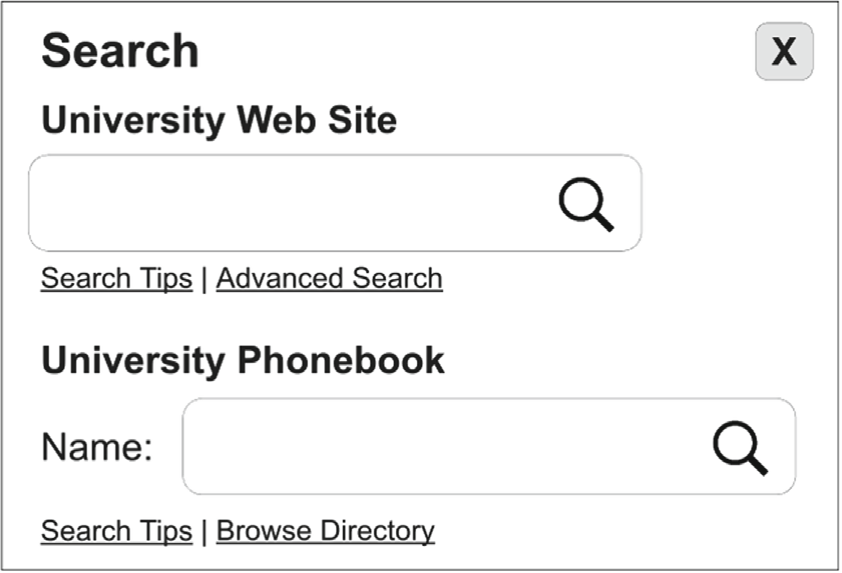 Search
X
University Web Site
Search Tips | Advanced Search
University Phonebook
Name:
Search Tips | Browse Directory